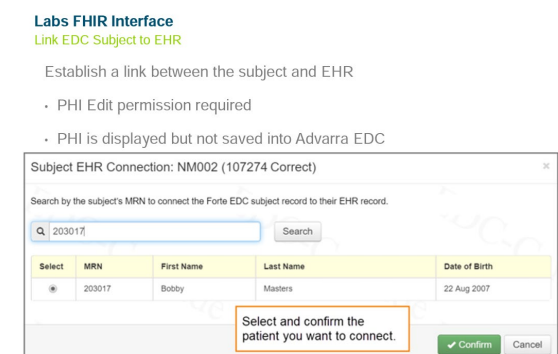 Labs FHIR Interface
Link EDC Subject to EHR
Establish a link between the subject and EHR
• PHI Edit permission required
• PHI is displayed but not saved into Advarra EDC
Subject EHR Connection: NM002 (107274 Correct) ×
Search by the subject's MRN to connect the Forte EDC subject record to their EHR record.
203017 Search
Select MRN First Name Last Name Date of Birth
203017 Bobby Masters 22 Aug 2007
Select and confirm the
patient you want to connect.
✔ Confirm Cancel